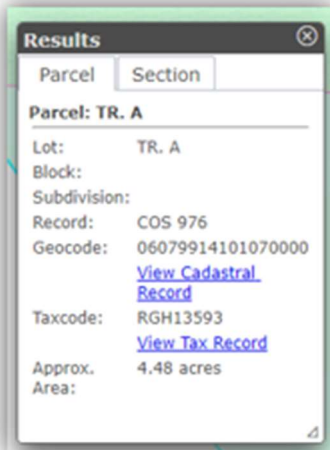 Results
Parcel Section
Parcel: TR. A
Lot: TR. A
Block:
Subdivision:
Record: COS 976
Geocode: 06079914101070000
View Cadastral
Record
Taxcode: RGH13593
View Tax Record
Approx. 4.48 acres
Area: